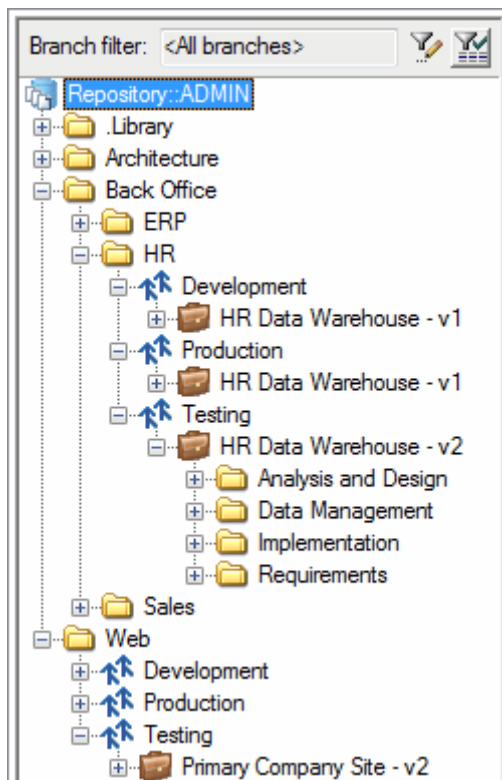 Branch filter: <All branches>
Repository::ADMIN
.Library
Architecture
Back Office
ERP
HR
Development
HR Data Warehouse - v1
Production
HR Data Warehouse - v1
Testing
HR Data Warehouse - v2
Analysis and Design
Data Management
Implementation
Requirements
Sales
Web
Development
Production
Testing
Primary Company Site - v2